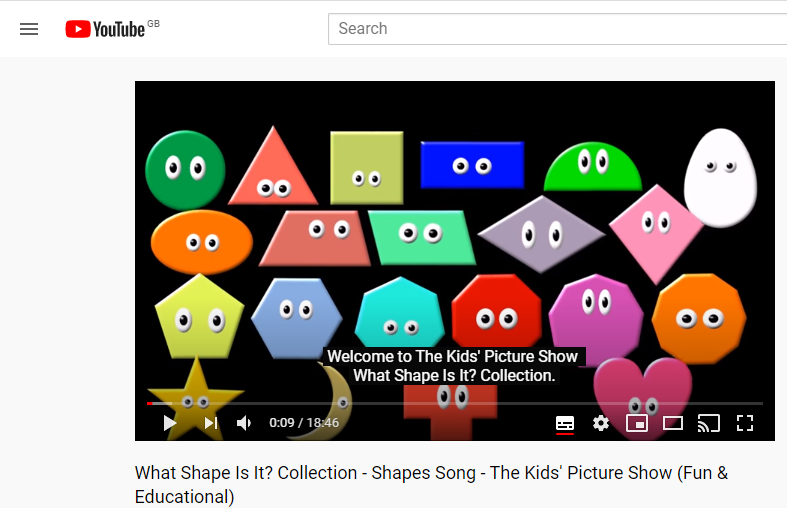 YouTube GB
Search
Welcome to The Kids' Picture Show
What Shape Is It? Collection.
0:09 / 18:46
What Shape Is It? Collection - Shapes Song - The Kids' Picture Show (Fun &
Educational)